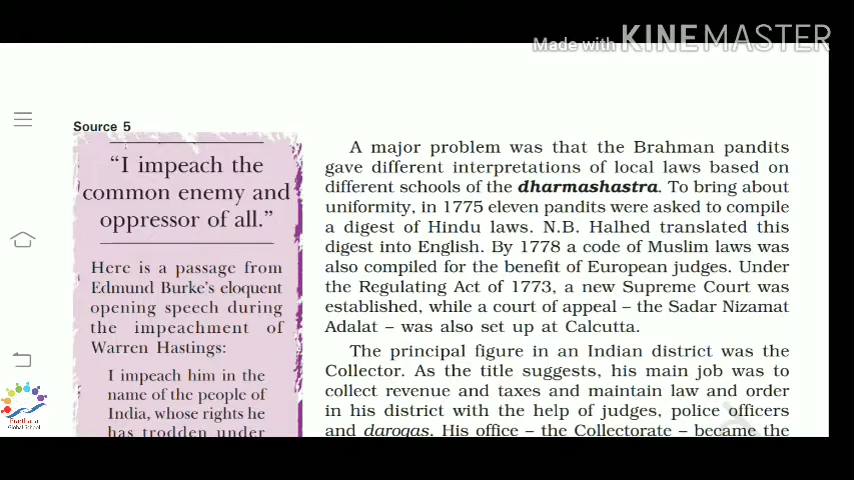 Made with KINEMASTER
Source 5
"I impeach the
common enemy and
oppressor of all."
Here is a passage from
Edmund Burke's eloquent
opening speech during
the impeachment of
Warren Hastings:
I impeach him in the
name of the people of
India, whose rights he
has trodden under
A major problem was that the Brahman pandits
gave different interpretations of local laws based on
different schools of the dharmashastra. To bring about
uniformity, in 1775 eleven pandits were asked to compile
a digest of Hindu laws. N.B. Halhed translated this
digest into English. By 1778 a code of Muslim laws was
also compiled for the benefit of European judges. Under
the Regulating Act of 1773, a new Supreme Court was
established, while a court of appeal – the Sadar Nizamat
Adalat – was also set up at Calcutta.
The principal figure in an Indian district was the
Collector. As the title suggests, his main job was to
collect revenue and taxes and maintain law and order
in his district with the help of judges, police officers
and darogas. His office – the Collectorate – became the
Global School